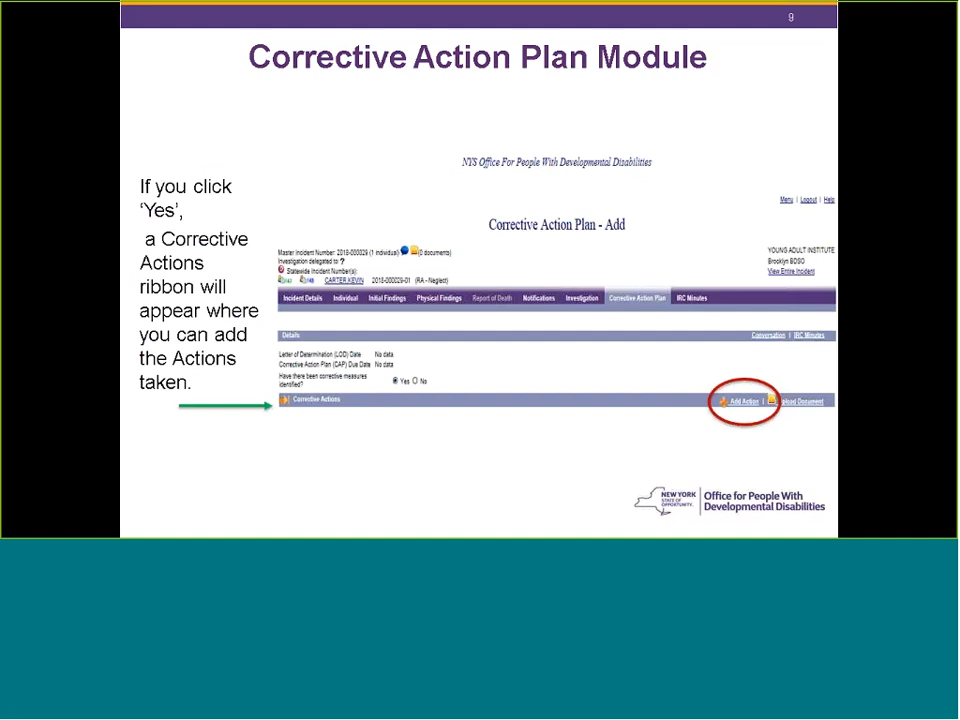 9
Corrective Action Plan Module
NYS Office For People With Developmental Disabilities
If you click
‘Yes’,
a Corrective
Actions
ribbon will
appear where
you can add
the Actions
taken.
Menu | Logout | Help
Corrective Action Plan - Add
Master Incident Number: 2018-000029 (1 individual) (0 documents)
Investigation delegated to: ?
Statewide Incident Number(s):
CARTER, KEVIN 2018-000029-01 (RA - Neglect)
YOUNG ADULT INSTITUTE
Brooklyn BDSO
View Entire Incident
Incident Details Individual Initial Findings Physical Findings Report of Death Notifications Investigation Corrective Action Plan IRC Minutes
Details Conversation | IRC Minutes
Letter of Determination (LOD) Date No data
Corrective Action Plan (CAP) Due Date No data
Have there been corrective measures
identified? Yes No
Corrective Actions Add Action | Upload Document
NEW YORK
STATE OF
OPPORTUNITY.
Office for People With
Developmental Disabilities